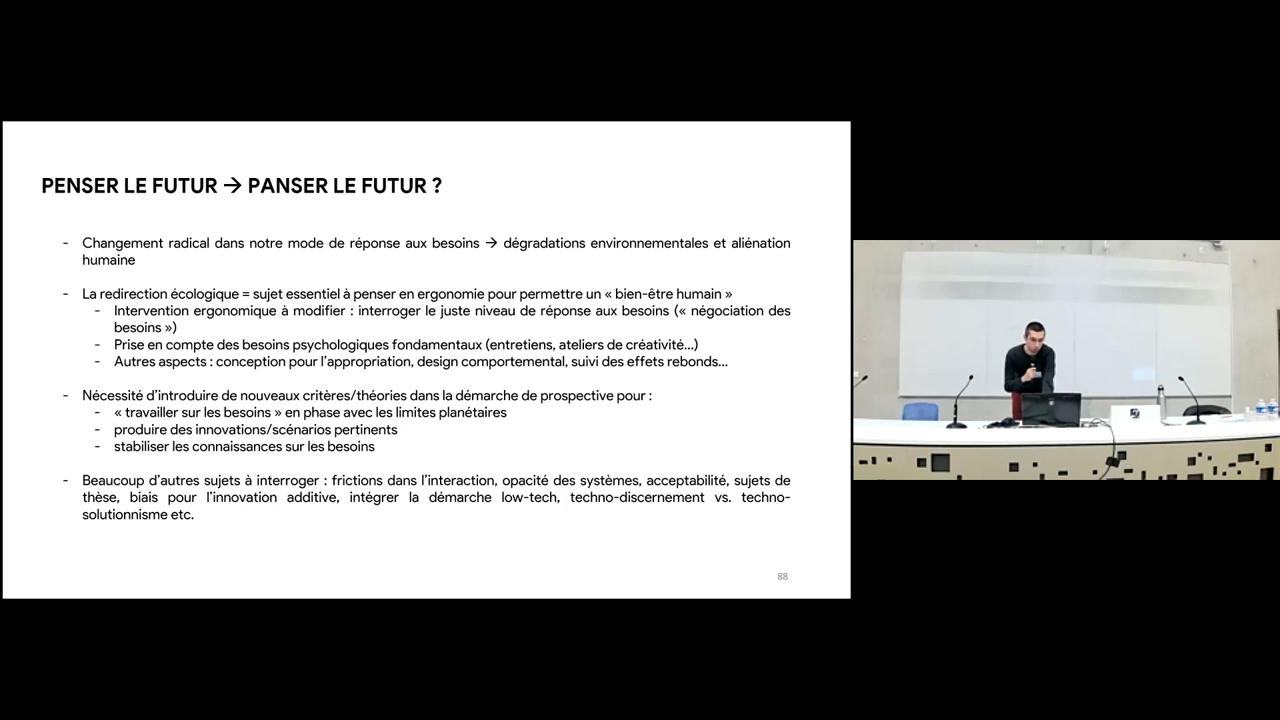 PENSER LE FUTUR → PANSER LE FUTUR ?
- Changement radical dans notre mode de réponse aux besoins → dégradations environnementales et aliénation
humaine
- La redirection écologique = sujet essentiel à penser en ergonomie pour permettre un « bien-être humain »
- Intervention ergonomique à modifier : interroger le juste niveau de réponse aux besoins (« négociation des
besoins »)
- Prise en compte des besoins psychologiques fondamentaux (entretiens, ateliers de créativité...)
- Autres aspects : conception pour l'appropriation, design comportemental, suivi des effets rebonds...
- Nécessité d'introduire de nouveaux critères/théories dans la démarche de prospective pour :
- « travailler sur les besoins » en phase avec les limites planétaires
- produire des innovations/scénarios pertinents
- stabiliser les connaissances sur les besoins
- Beaucoup d'autres sujets à interroger : frictions dans l'interaction, opacité des systèmes, acceptabilité, sujets de
thèse, biais pour l'innovation additive, intégrer la démarche low-tech, techno-discernement vs. techno-
solutionnisme etc.
88